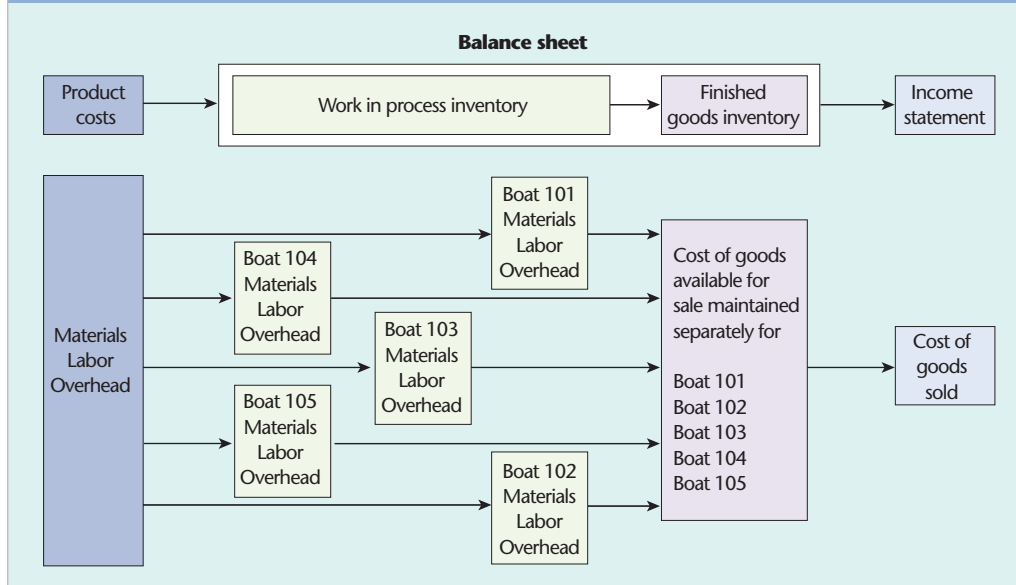 Balance sheet
Product
costs
Work in process inventory
Finished
goods inventory
Income
statement
Materials
Labor
Overhead
Boat 101
Materials
Labor
Overhead
Boat 104
Materials
Labor
Overhead
Boat 103
Materials
Labor
Overhead
Boat 105
Materials
Labor
Overhead
Boat 102
Materials
Labor
Overhead
Cost of goods
available for
sale maintained
separately for
Boat 101
Boat 102
Boat 103
Boat 104
Boat 105
Cost of
goods
sold